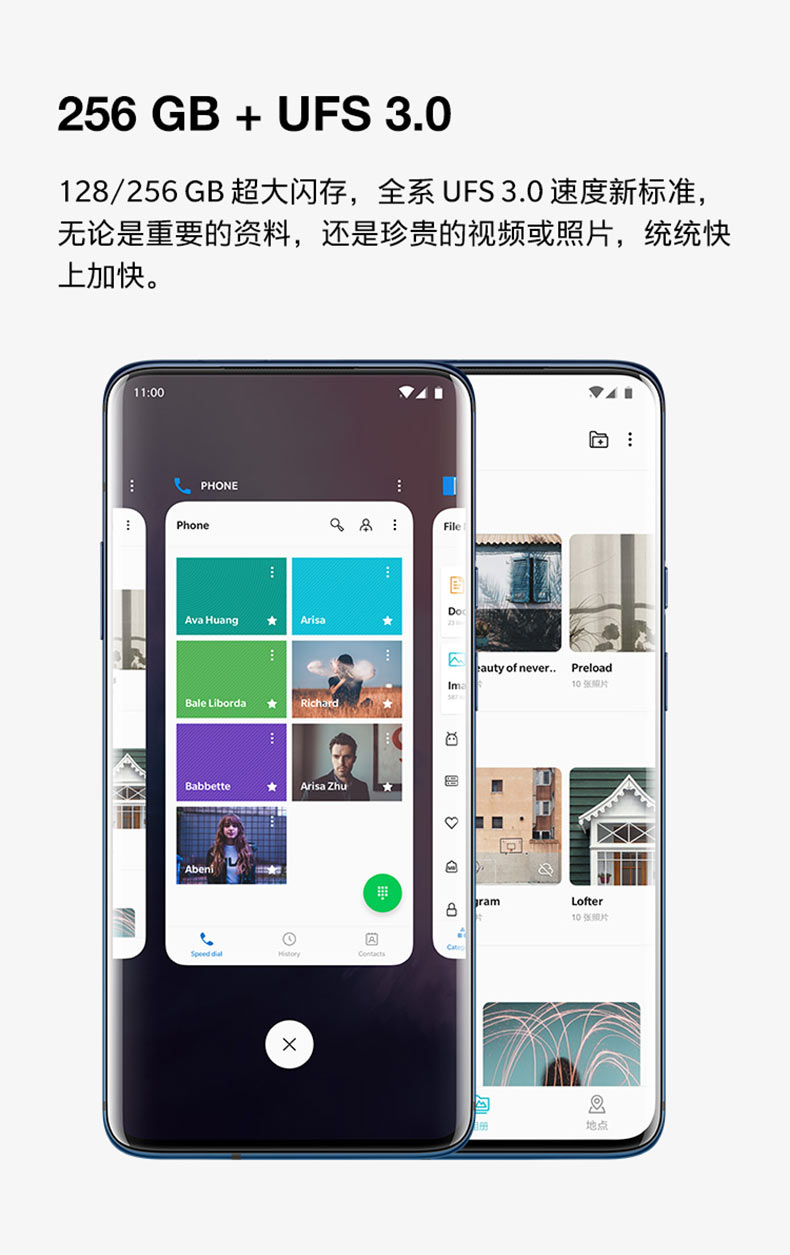 256 GB + UFS 3.0
128/256 GB 超大闪存，全系 UFS 3.0 速度新标准，
无论是重要的资料，还是珍贵的视频或照片，统统快
上加快。
11:00
PHONE
Phone
File
Ava Huang
Arisa
Bale Liborda
Richard
Babbette
Arisa Zhu
Abeni
Speed dial
History
Contacts
Doc
Ima
Categ
eauty of never..
Preload
10 张照片
gram
Lofter
10 张照片
地点